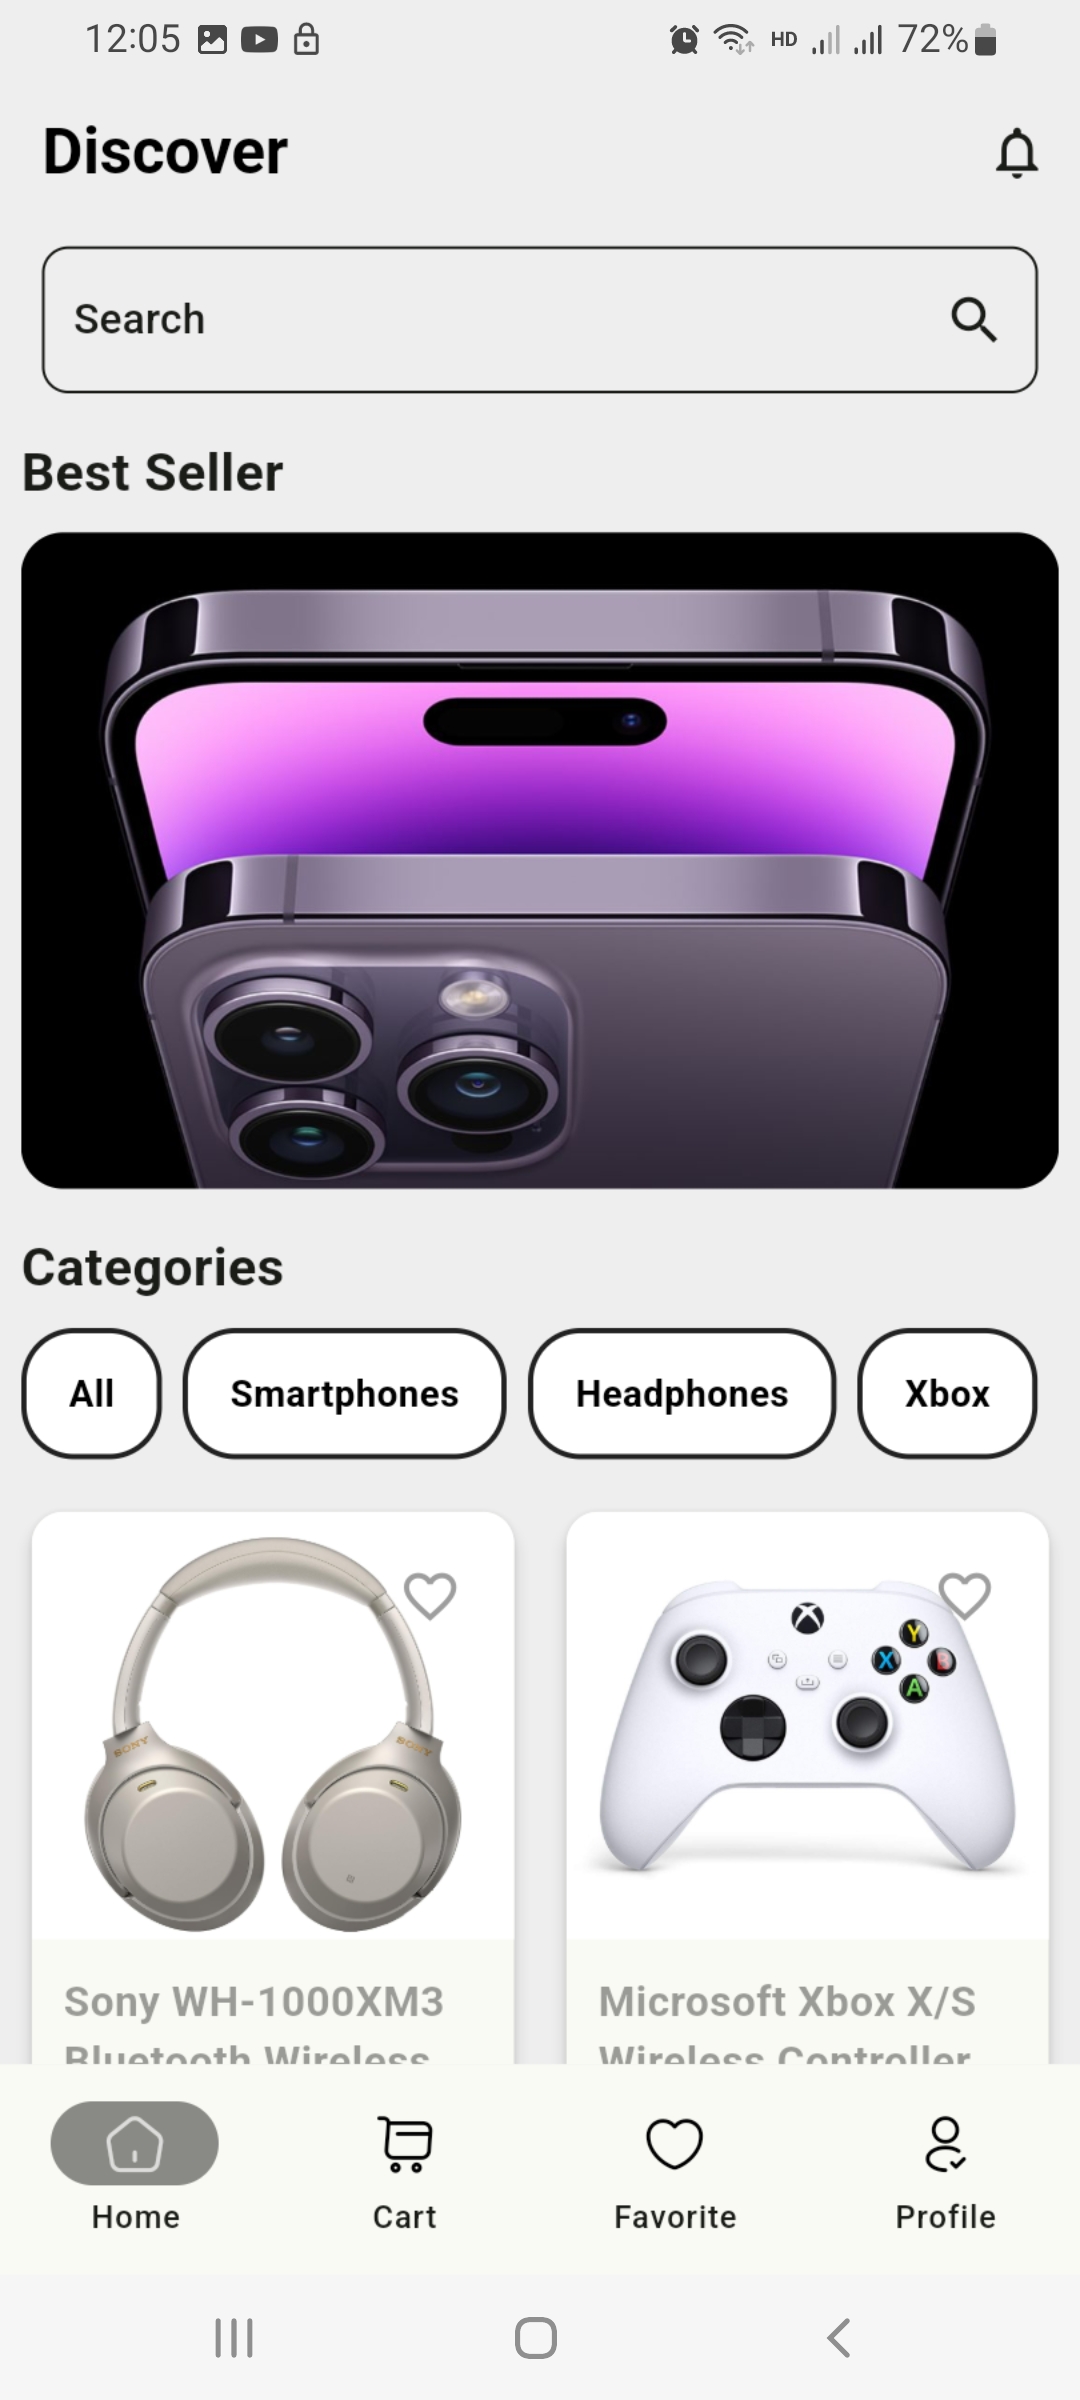 12:05
HD 72%
Discover
Search
Best Seller
Categories
All Smartphones Headphones Xbox
SONY SONY
Y
X B
A
Sony WH-1000XM3
Bluetooth Wireless
Microsoft Xbox X/S
Wireless Controller
Home Cart Favorite Profile